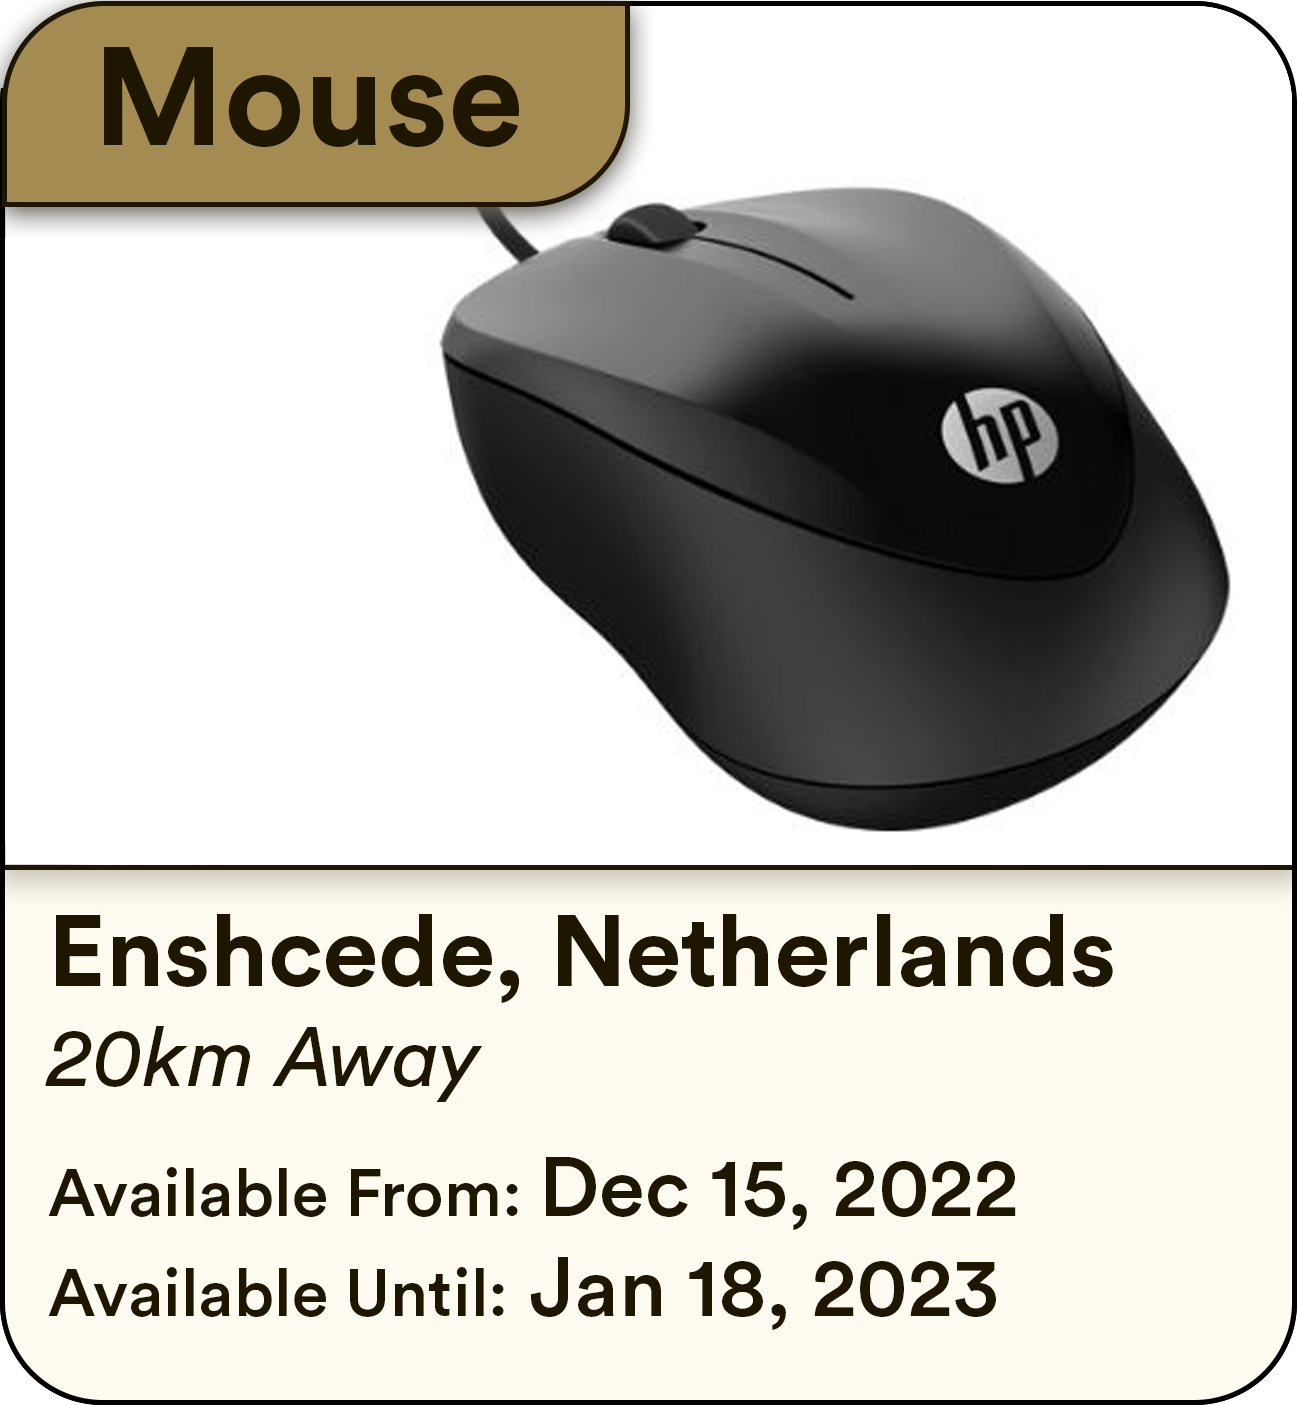 Mouse
hp
Enshcede, Netherlands
20km Away
Available From: Dec 15, 2022
Available Until: Jan 18, 2023